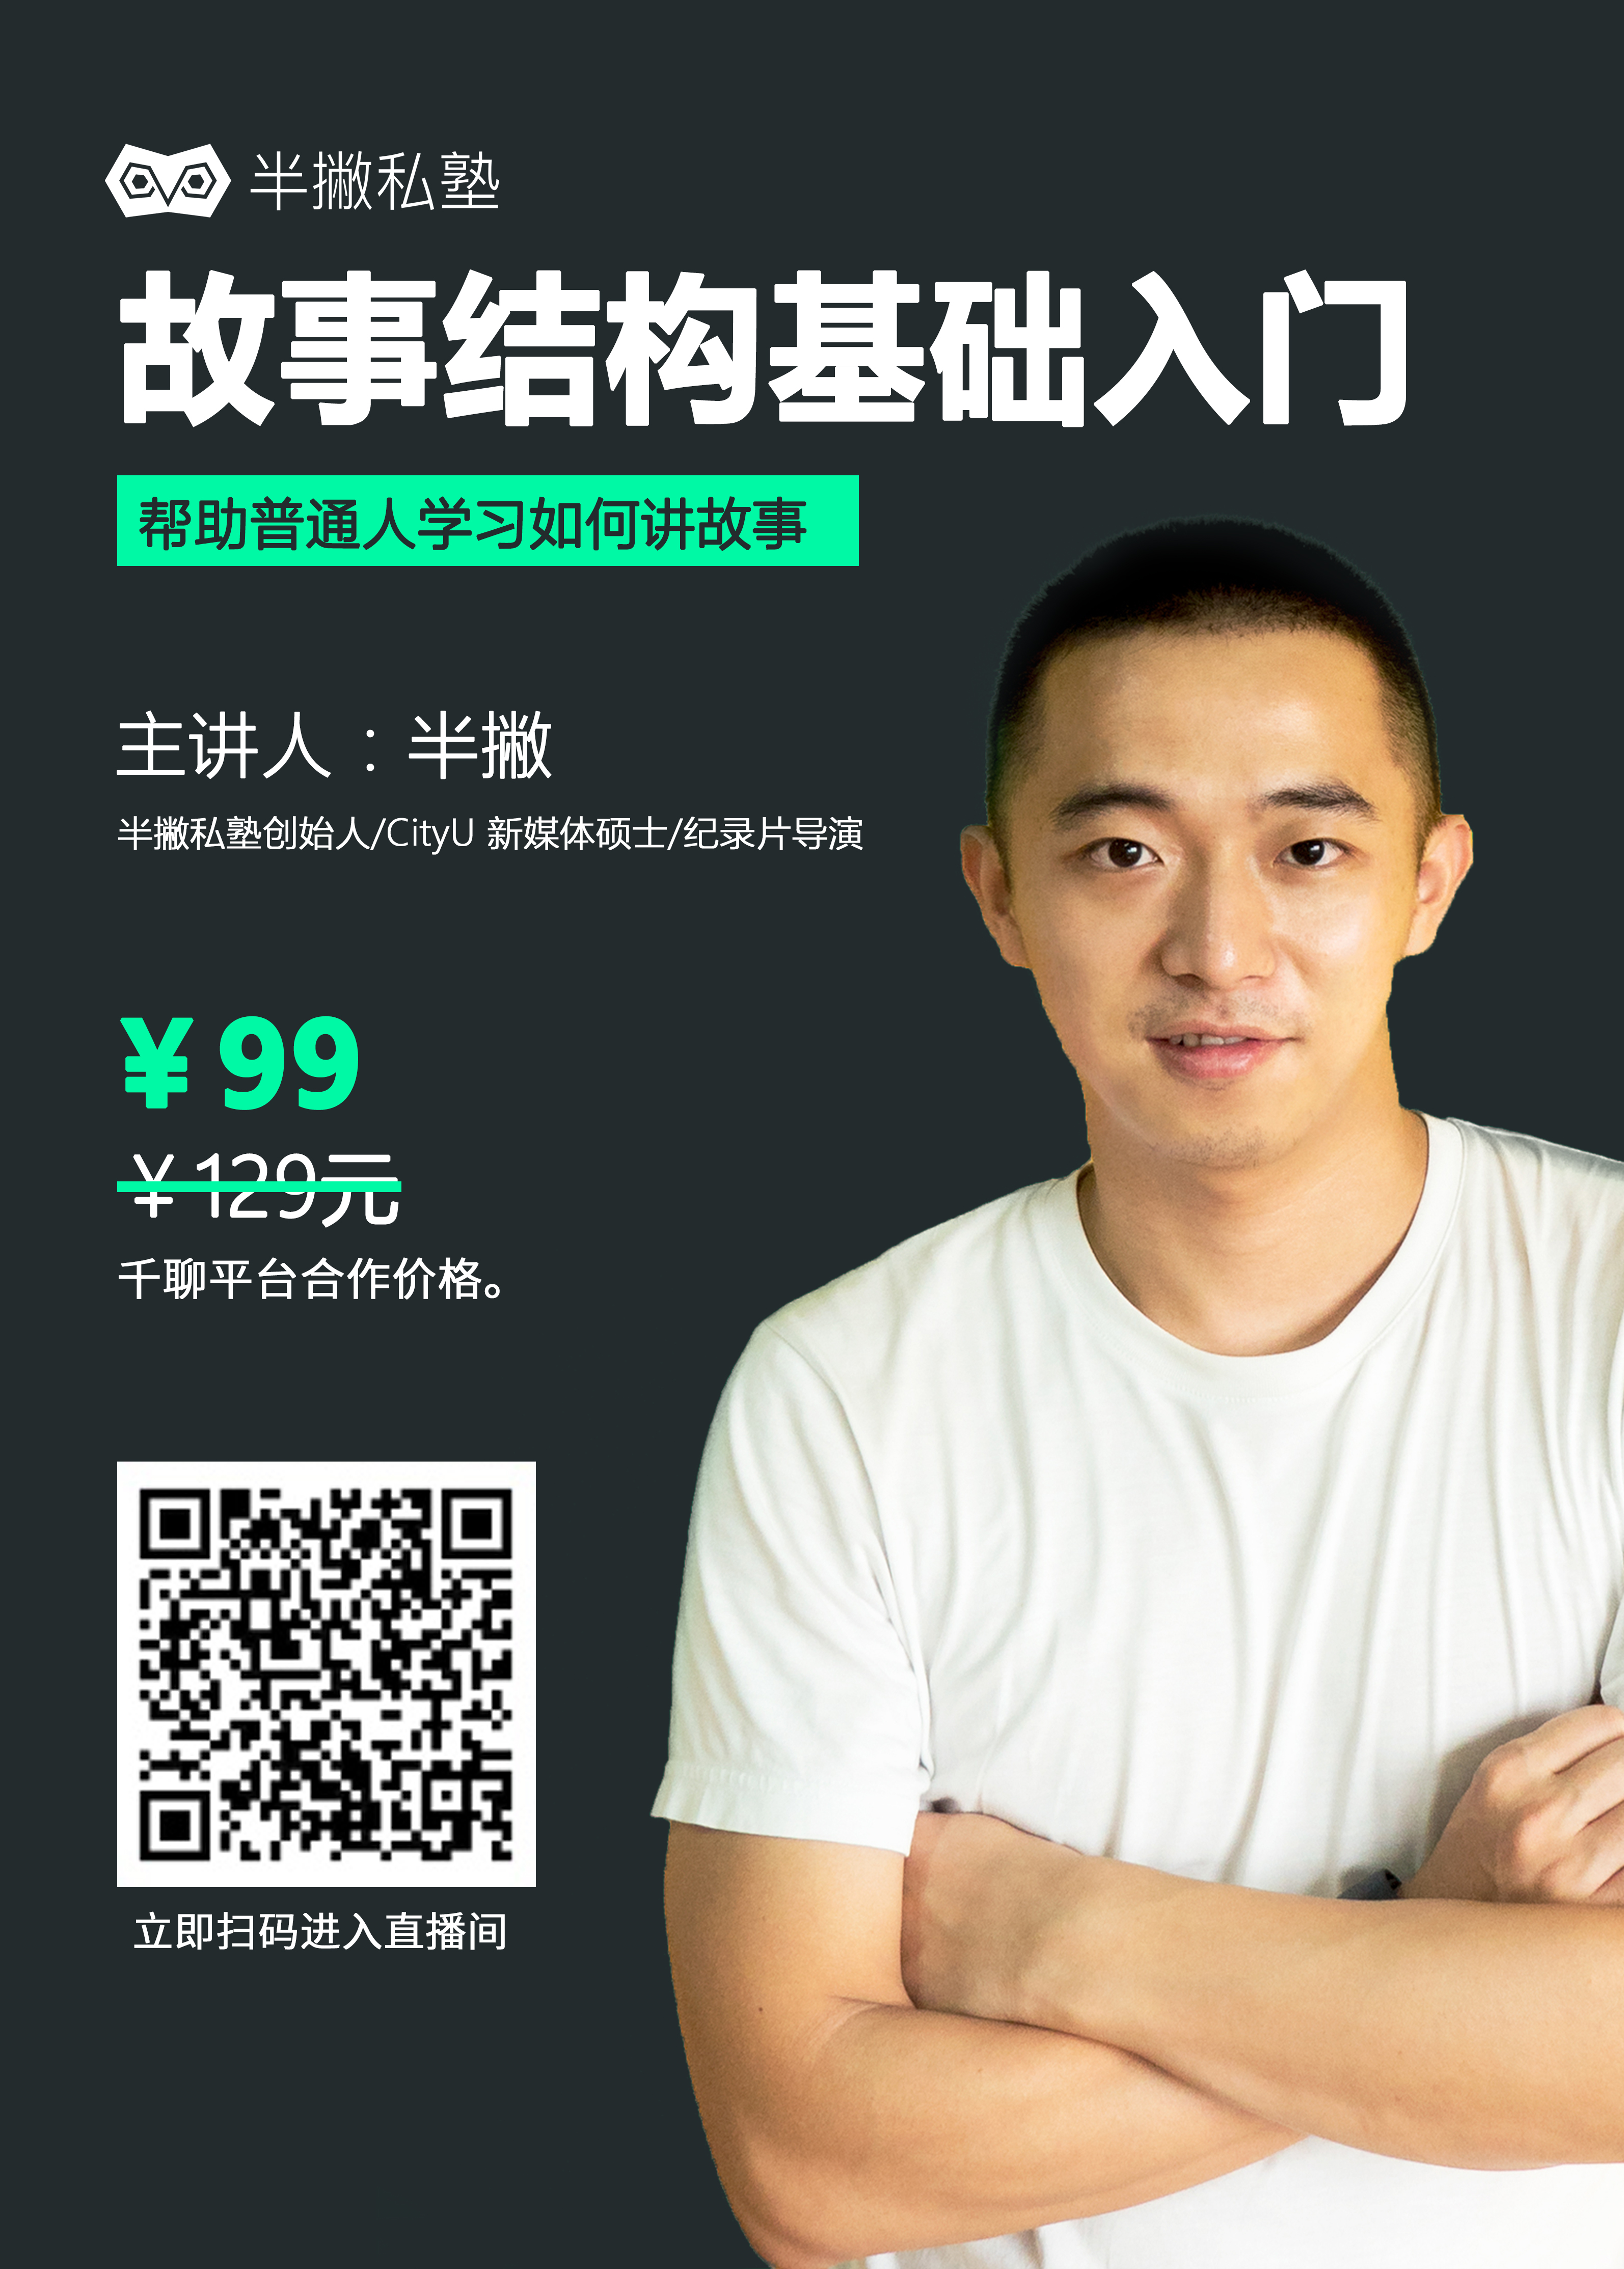 半撇私塾
故事结构基础入门
帮助普通人学习如何讲故事
主讲人：半撇
半撇私塾创始人/CityU 新媒体硕士/纪录片导演
￥99
￥129元
千聊平台合作价格。
立即扫码进入直播间